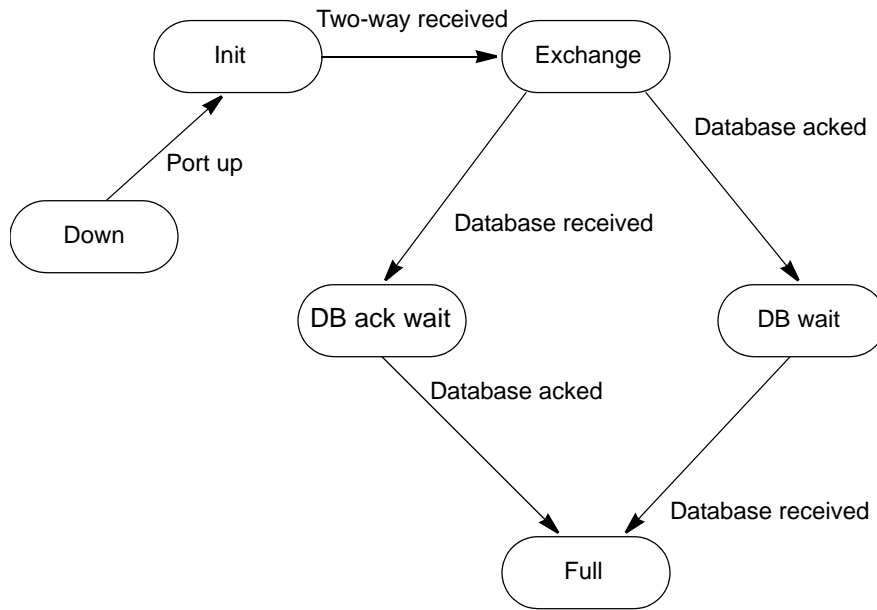 Two-way received
Init
Exchange
Database acked
Port up
Down
Database received
DB ack wait
DB wait
Database acked
Database received
Full